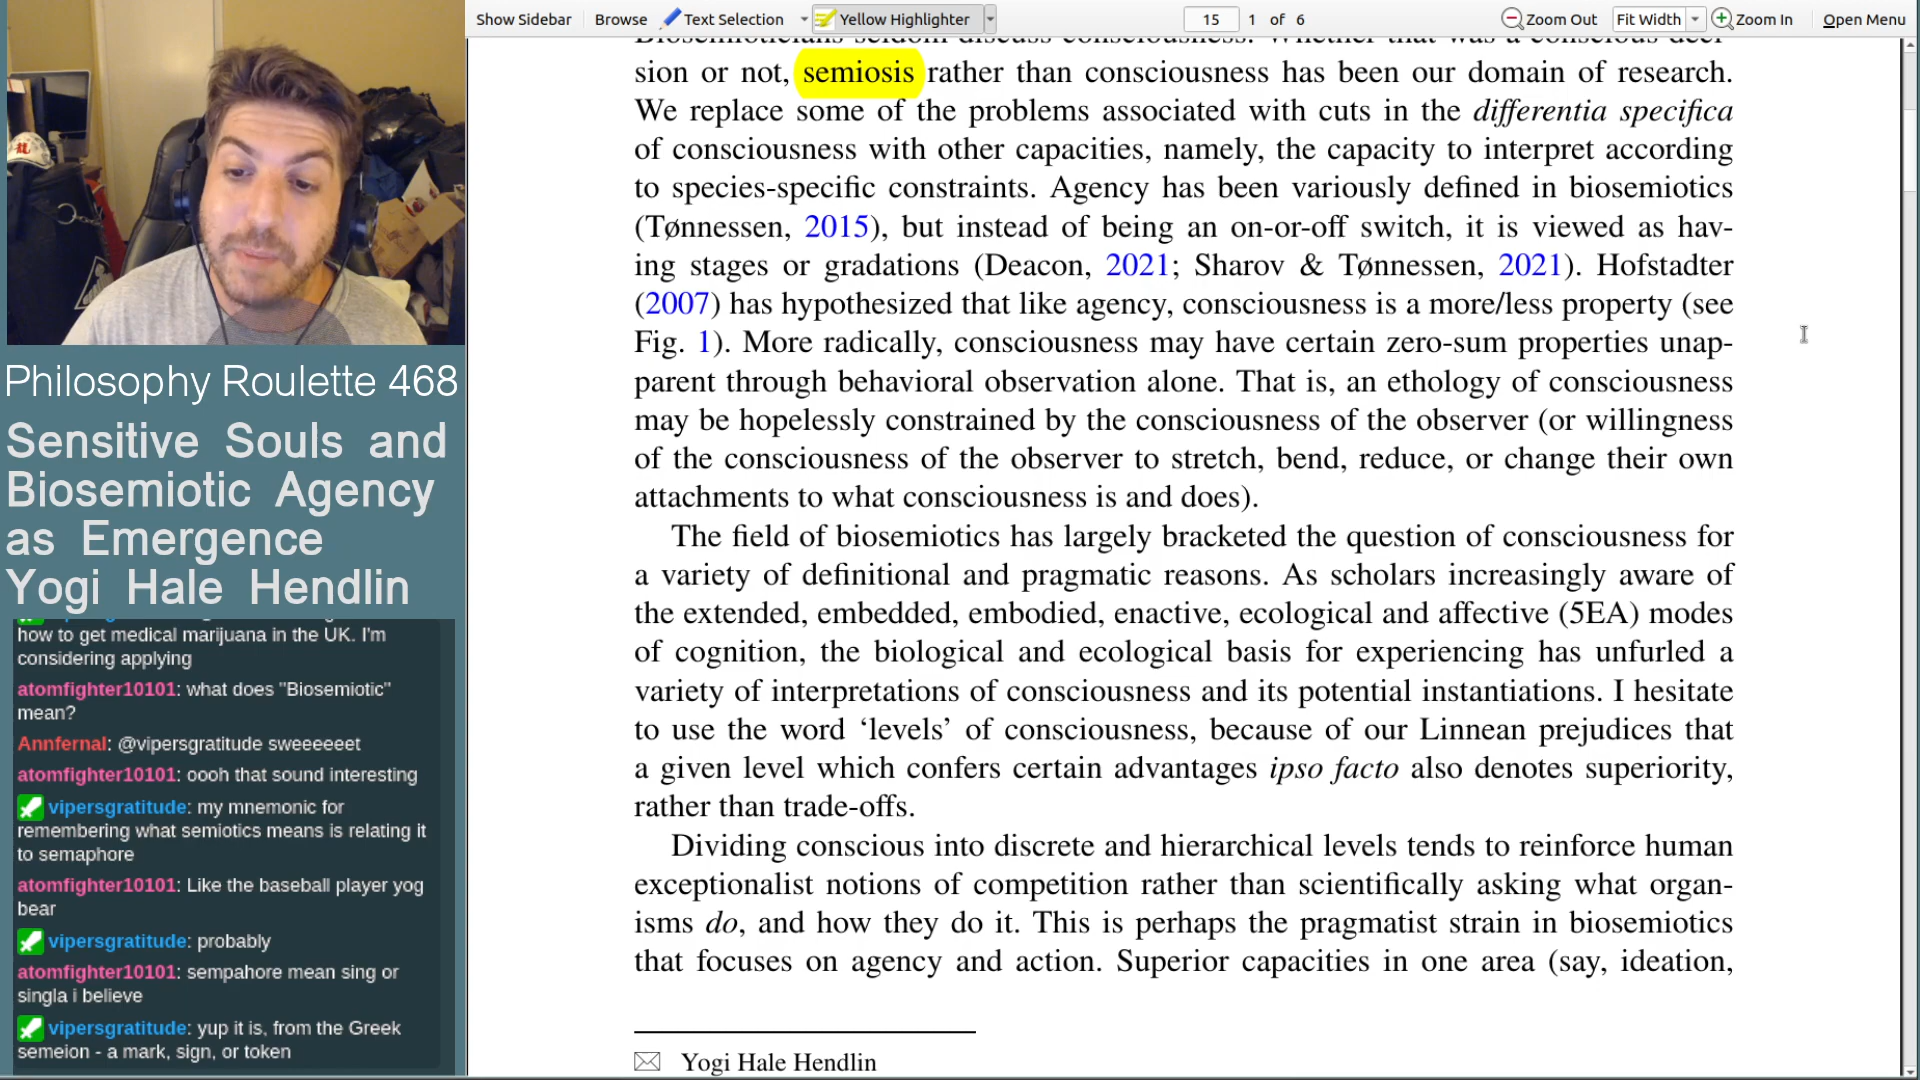 Show Sidebar Browse Text Selection Yellow Highlighter 15 1 of 6 Zoom Out Fit Width Zoom In Open Menu
Biosemioticians seldom discuss consciousness. Whether that was a conscious deci-
sion or not, semiosis rather than consciousness has been our domain of research.
We replace some of the problems associated with cuts in the differentia specifica
of consciousness with other capacities, namely, the capacity to interpret according
to species-specific constraints. Agency has been variously defined in biosemiotics
(Tønnessen, 2015), but instead of being an on-or-off switch, it is viewed as hav-
ing stages or gradations (Deacon, 2021; Sharov & Tønnessen, 2021). Hofstadter
(2007) has hypothesized that like agency, consciousness is a more/less property (see
Fig. 1). More radically, consciousness may have certain zero-sum properties unap-
parent through behavioral observation alone. That is, an ethology of consciousness
may be hopelessly constrained by the consciousness of the observer (or willingness
of the consciousness of the observer to stretch, bend, reduce, or change their own
attachments to what consciousness is and does).
The field of biosemiotics has largely bracketed the question of consciousness for
a variety of definitional and pragmatic reasons. As scholars increasingly aware of
the extended, embedded, embodied, enactive, ecological and affective (5EA) modes
of cognition, the biological and ecological basis for experiencing has unfurled a
variety of interpretations of consciousness and its potential instantiations. I hesitate
to use the word ‘levels’ of consciousness, because of our Linnean prejudices that
a given level which confers certain advantages ipso facto also denotes superiority,
rather than trade-offs.
Dividing conscious into discrete and hierarchical levels tends to reinforce human
exceptionalist notions of competition rather than scientifically asking what organ-
isms do, and how they do it. This is perhaps the pragmatist strain in biosemiotics
that focuses on agency and action. Superior capacities in one area (say, ideation,
Yogi Hale Hendlin
Philosophy Roulette 468
Sensitive Souls and
Biosemiotic Agency
as Emergence
Yogi Hale Hendlin
how to get medical marijuana in the UK. I'm
considering applying
atomfighter10101: what does "Biosemiotic"
mean?
Annfernal: @vipersgratitude sweeeeeet
atomfighter10101: oooh that sound interesting
vipersgratitude: my mnemonic for
remembering what semiotics means is relating it
to semaphore
atomfighter10101: Like the baseball player yog
bear
vipersgratitude: probably
atomfighter10101: sempahore mean sing or
singla i believe
vipersgratitude: yup it is, from the Greek
semeion - a mark, sign, or token